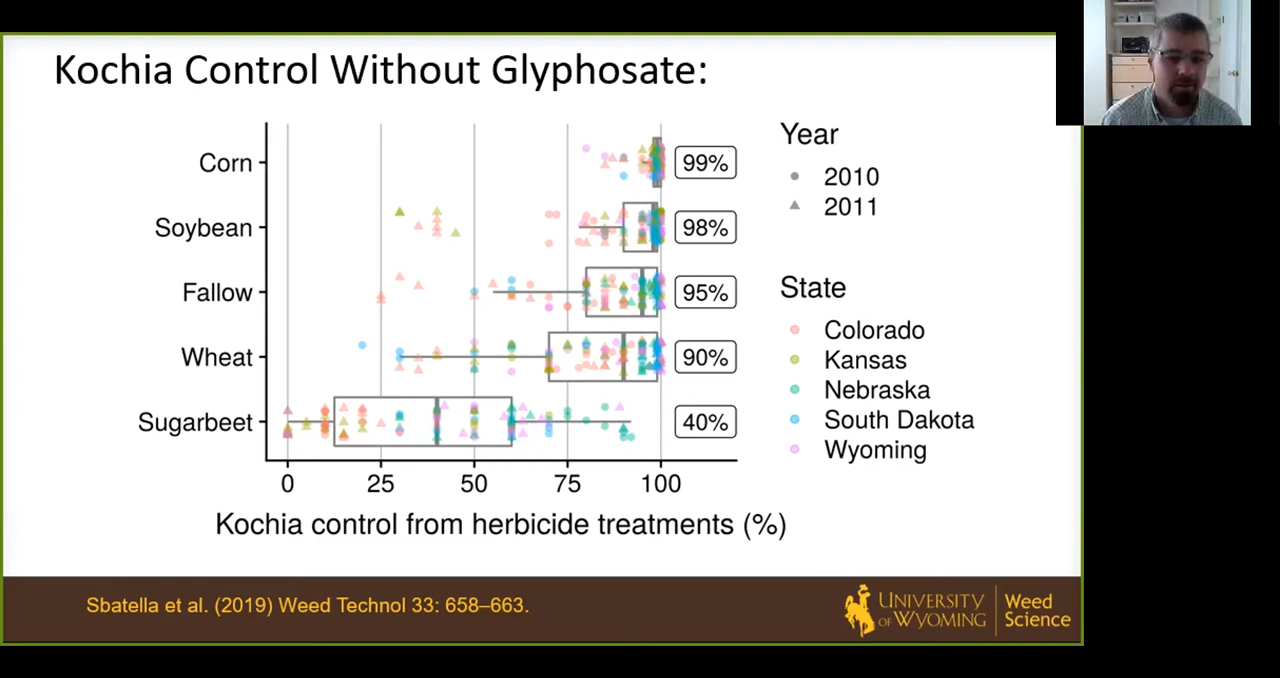 Kochia Control Without Glyphosate:
Corn
99%
Soybean
98%
Fallow
95%
Wheat
90%
Sugarbeet
40%
0 25 50 75 100
Kochia control from herbicide treatments (%)
Year
2010
2011
State
Colorado
Kansas
Nebraska
South Dakota
Wyoming
Sbatella et al. (2019) Weed Technol 33: 658–663.
UNIVERSITY
OF WYOMING
Weed
Science